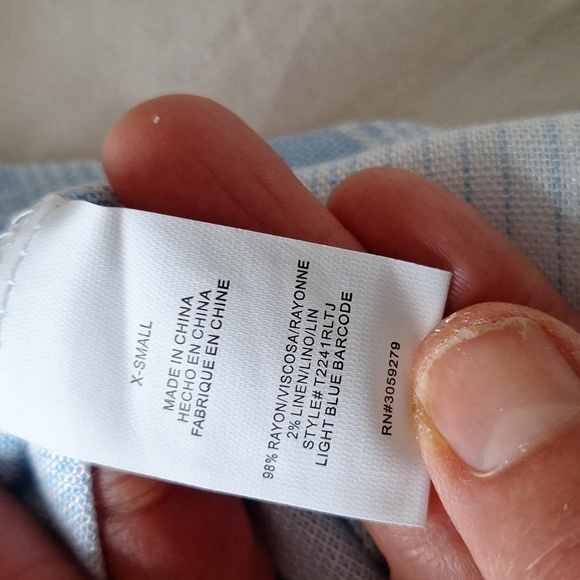 X-SMALL
MADE IN CHINA
HECHO EN CHINA
FABRIQUE EN CHINE
98% RAYON/VISCOSA/RAYONNE
2% LINEN/LINO/LIN
STYLE# T2241RLTJ
LIGHT BLUE BARCODE
RN#3059279